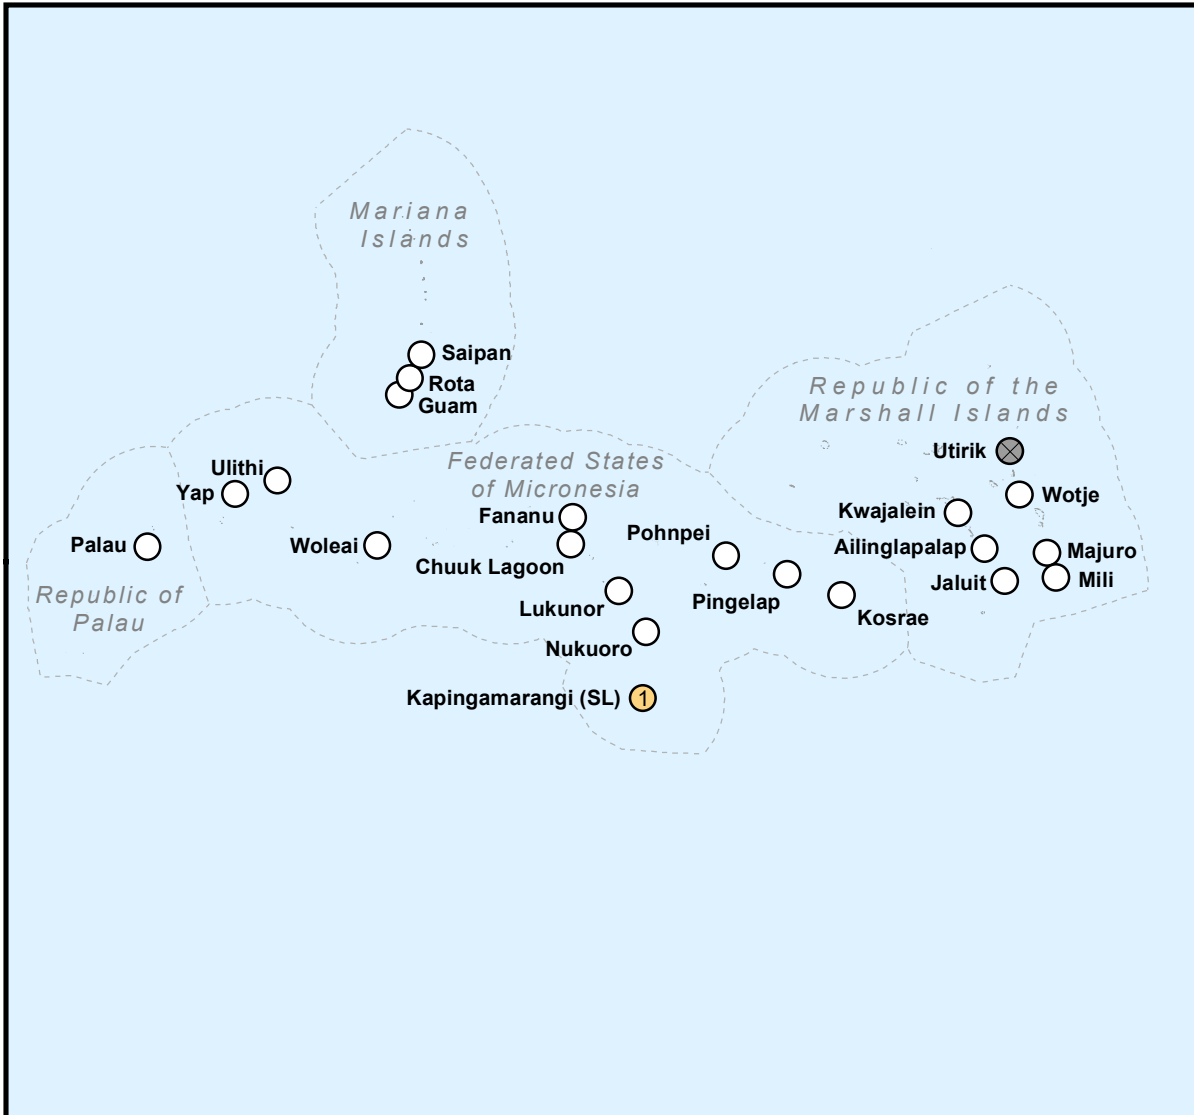 Mariana
Islands
Saipan
Rota
Guam
Republic of the
Marshall Islands
Utirik
Federated States
of Micronesia
Ulithi
Yap
Wotje
Kwajalein
Fananu
Pohnpei
Palau
Woleai
Chuuk Lagoon
Ailinglapalap
Majuro
Jaluit
Mili
Republic of
Palau
Lukunor
Pingelap
Kosrae
Nukuoro
Kapingamarangi (SL) 1